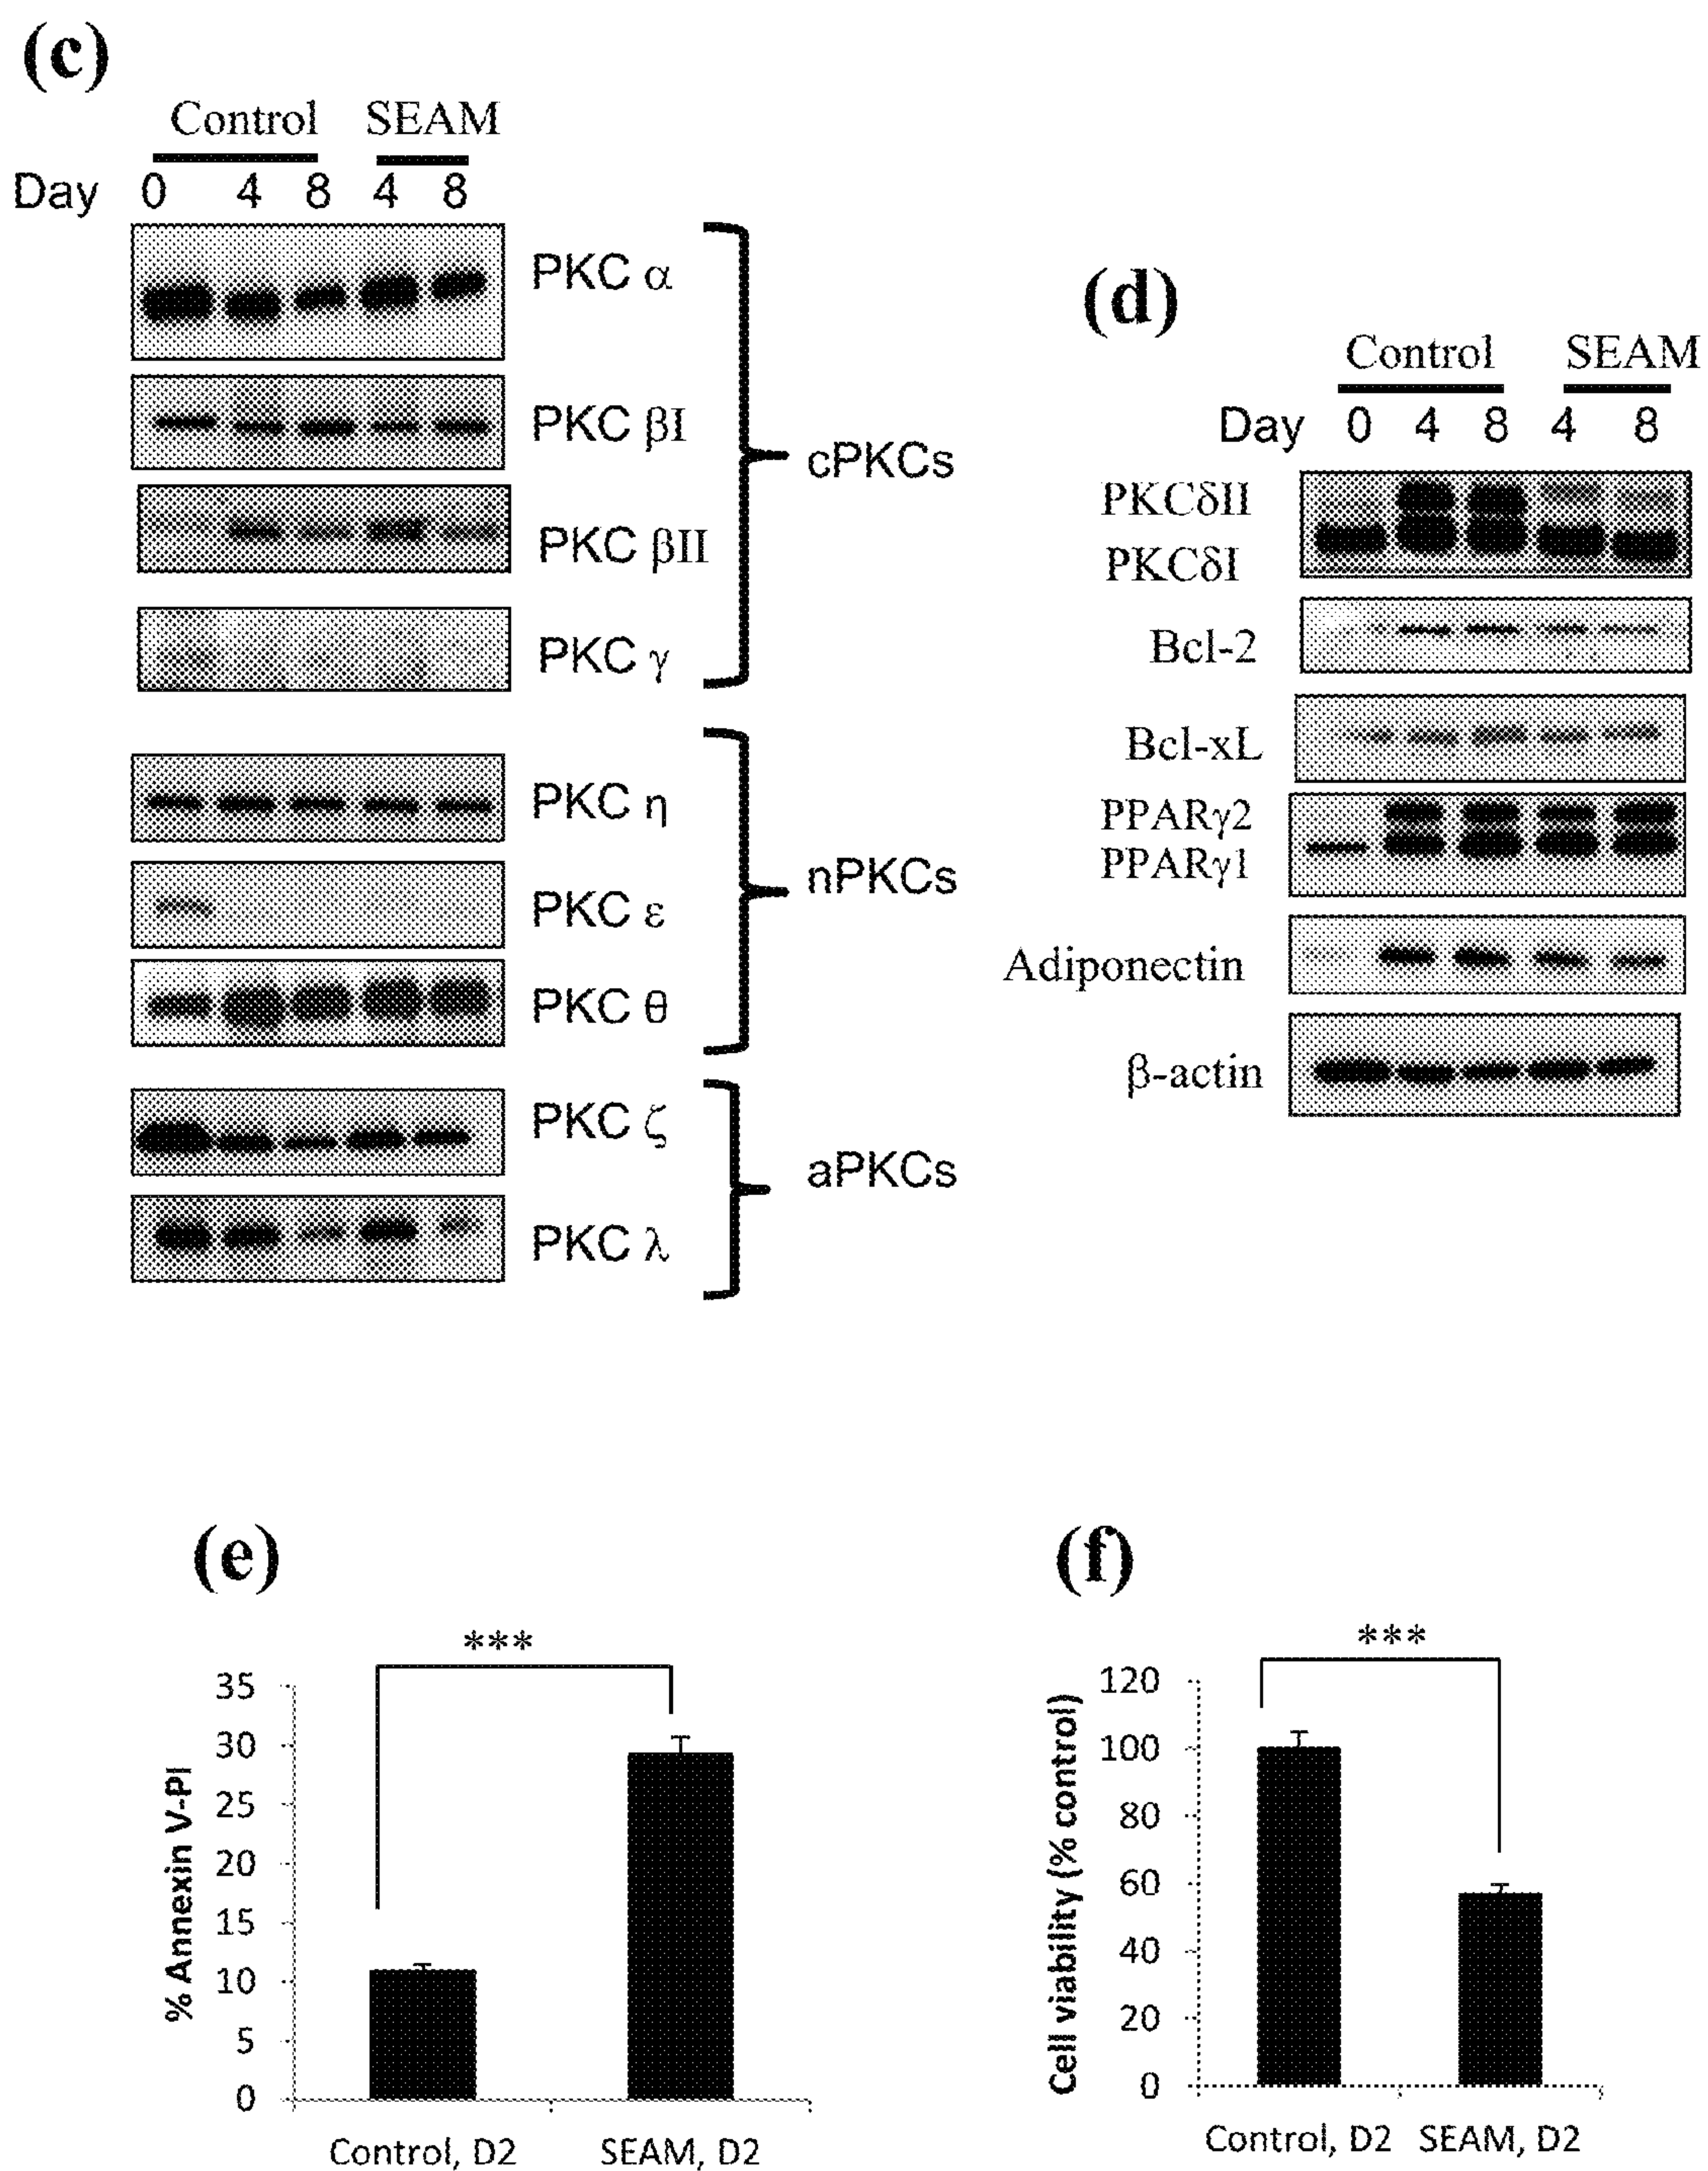 (c)
Control SEAM
Day 0 4 8 4 8
PKC α
PKC βI
PKC βII
PKC γ
cPKCs
PKC η
PKC ε
PKC θ
nPKCs
PKC ζ
PKC λ
aPKCs
(d)
Control SEAM
Day 0 4 8 4 8
PKCδII
PKCδI
Bcl-2
Bcl-xL
PPARγ2
PPARγ1
Adiponectin
β-actin
(e)
***
% Annexin V-PI
35
30
25
20
15
10
5
0
Control, D2 SEAM, D2
(f)
***
Cell viability (% control)
120
100
80
60
40
20
0
Control, D2 SEAM, D2